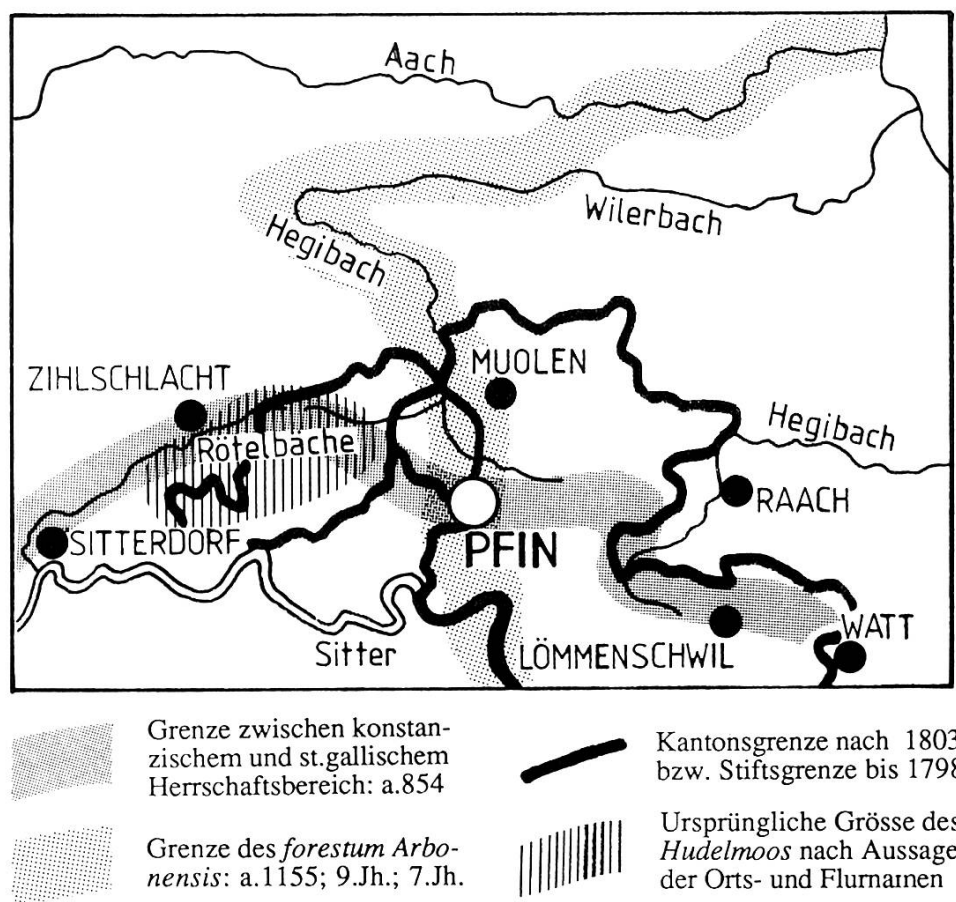 Aach
Wilerbach
Hegibach
ZIHLSCHLACHT
MUOLEN
Hegibach
Rötelbäche
RAACH
SITTERDORF
PFIN
Sitter
LÖMMENSCHWIL
WATT
Grenze zwischen konstan-
zischem und st.gallischem
Herrschaftsbereich: a.854
Grenze des forestum Arbo-
nensis: a.1155; 9.Jh.; 7.Jh.
Kantonsgrenze nach 1803
bzw. Stiftsgrenze bis 1798
Ursprüngliche Grösse des
Hudelmoos nach Aussage
der Orts- und Flurnamen